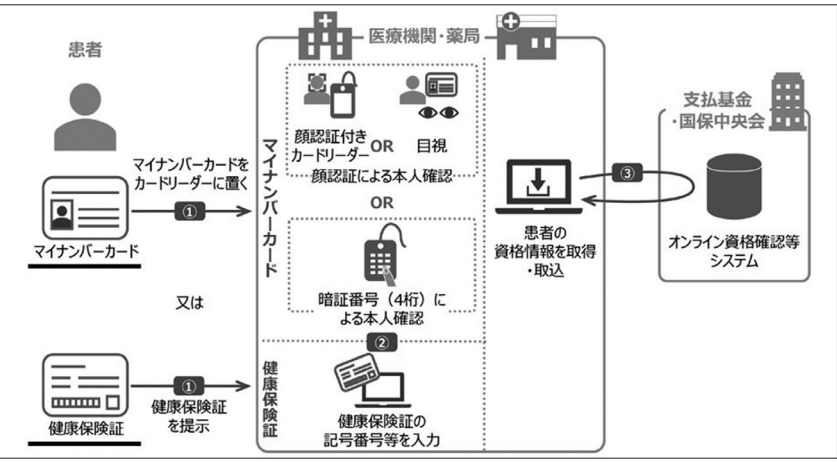 患者
医療機関・薬局
支払基金
・国保中央会
マイナンバーカードを
カードリーダーに置く
①
マイナンバーカード
又は
①
健康保険証
を提示
健康保険証
マイナンバーカード
顔認証付き
カードリーダー
OR
目視
顔認証による本人確認
OR
暗証番号（4桁）に
よる本人確認
②
健康保険証
健康保険証の
記号番号等を入力
患者の
資格情報を取得
・取込
③
オンライン資格確認等
システム